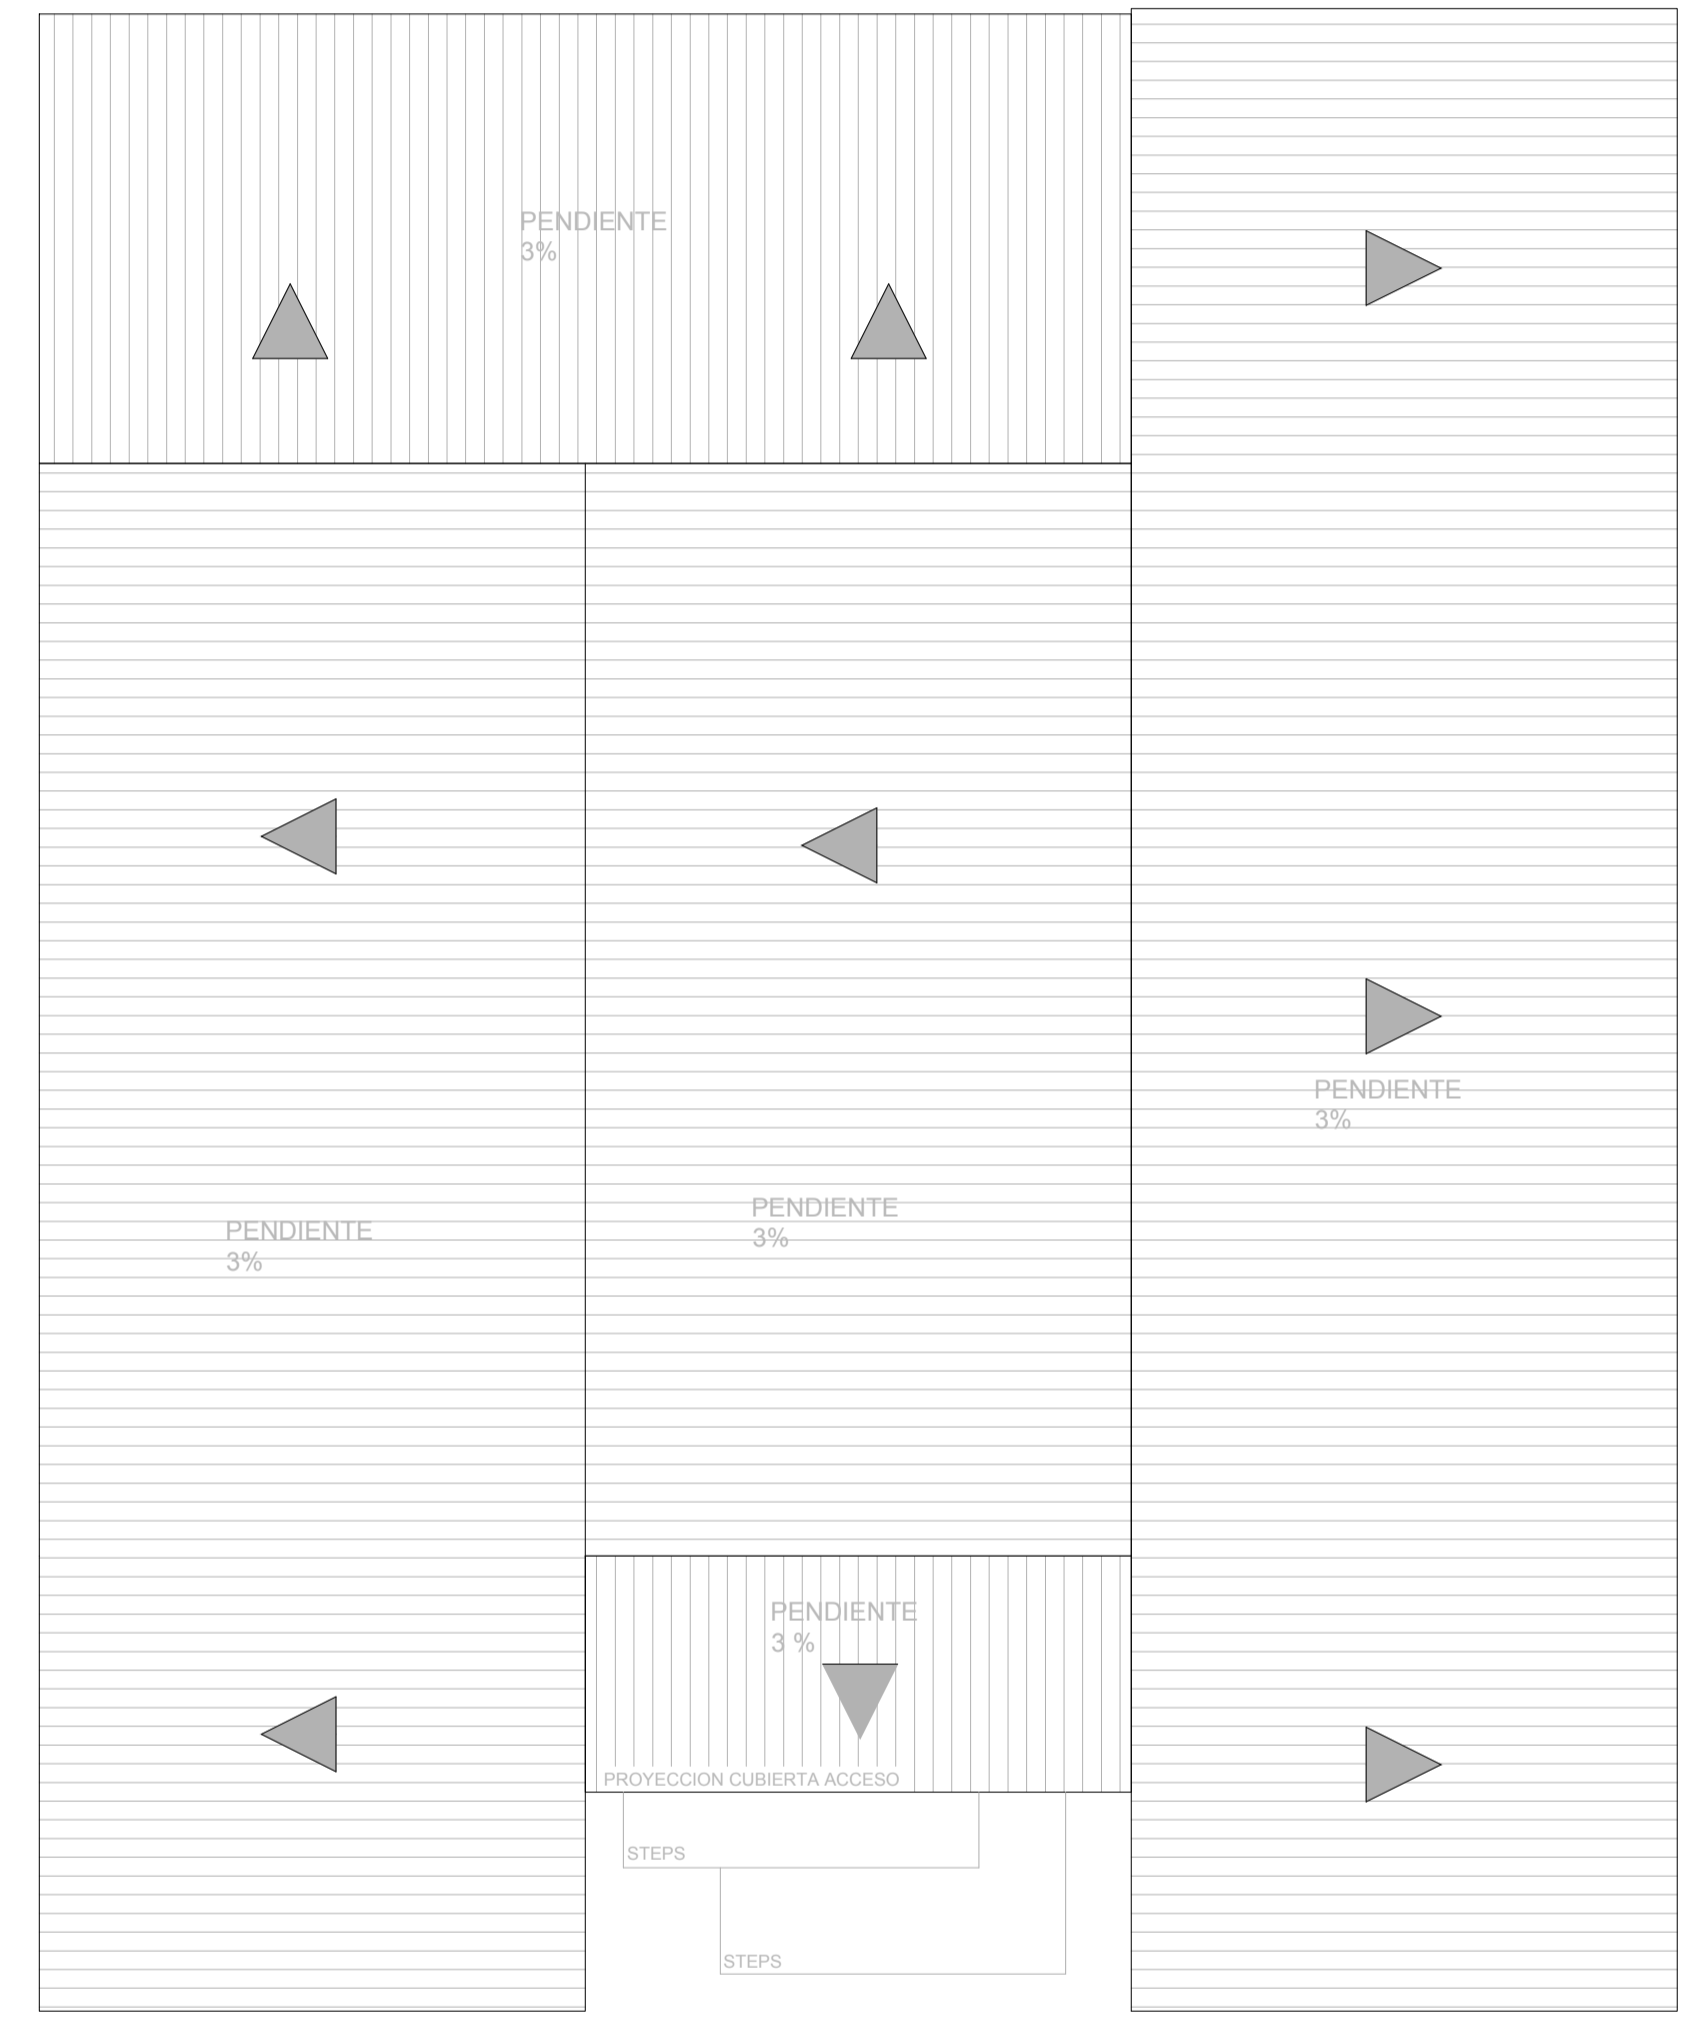 PENDIENTE
3%
PENDIENTE
3%
PENDIENTE
3%
PENDIENTE
3%
PENDIENTE
3 %
PROYECCION CUBIERTA ACCESO
STEPS
STEPS